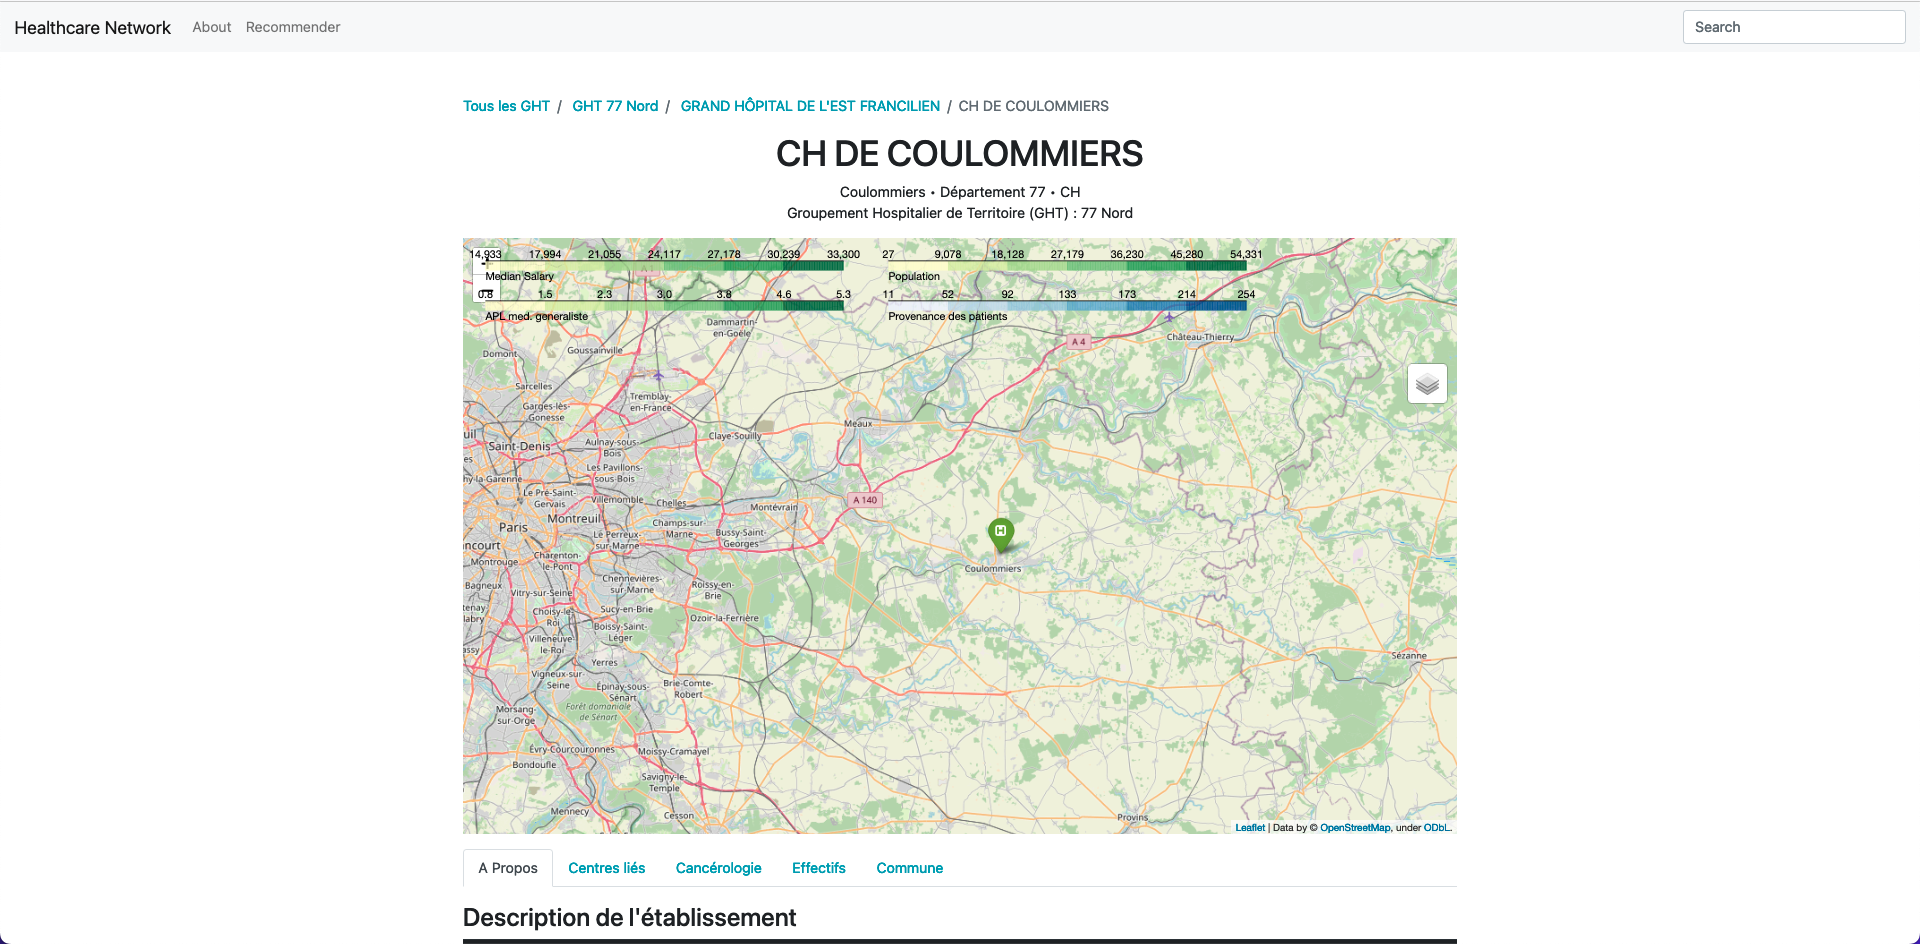 Healthcare Network About Recommender Search
Tous les GHT / GHT 77 Nord / GRAND HÔPITAL DE L'EST FRANCILIEN / CH DE COULOMMIERS
CH DE COULOMMIERS
Coulommiers • Département 77 • CH
Groupement Hospitalier de Territoire (GHT) : 77 Nord
14,933 17,994 21,055 24,117 27,178 30,239 33,300
Median Salary
27 9,078 18,128 27,179 36,230 45,280 54,331
Population
0.8 1.5 2.3 3.0 3.8 4.6 5.3
APL med. generaliste
11 52 92 133 173 214 254
Provenance des patients
Dammartin-
en-Goële
Château-Thierry
A 4
Domont
Goussainville
Sarcelles
Tremblay-
en-France
Garges-lès-
Gonesse
Meaux
Claye-Souilly
Saint-Denis
Aulnay-sous-
Bois
Les Pavillons-
sous-Bois
hy-la-Garenne
Le Pré-Saint-
Gervais
Villemomble
Chelles
Montévrain
A 140
Paris
Montreuil
Champs-sur-
Marne
Le Perreux-
sur-Marne
Bussy-Saint-
Georges
ncourt
Montrouge
Charenton-
le-Pont
Coulommiers
Bagneux
Chennevières-
sur-Marne
Roissy-en-
Brie
Vitry-sur-Seine
tenay
labry
Choisy-le-
Roi
Sucy-en-Brie
Ozoir-la-Ferrière
Boissy-Saint-
Léger
Villeneuve-
le-Roi
assy
Yerres
Sézanne
Vigneux-sur-
Seine
Épinay-sous-
Sénart
Brie-Comte-
Robert
Forêt domaniale
de Sénart
Morsang-
sur-Orge
Évry-Courcouronnes
Moissy-Cramayel
Bondoufle
Savigny-le-
Temple
Mennecy
Cesson
Provins
Leaflet | Data by © OpenStreetMap, under ODbL.
A Propos Centres liés Cancérologie Effectifs Commune
Description de l'établissement